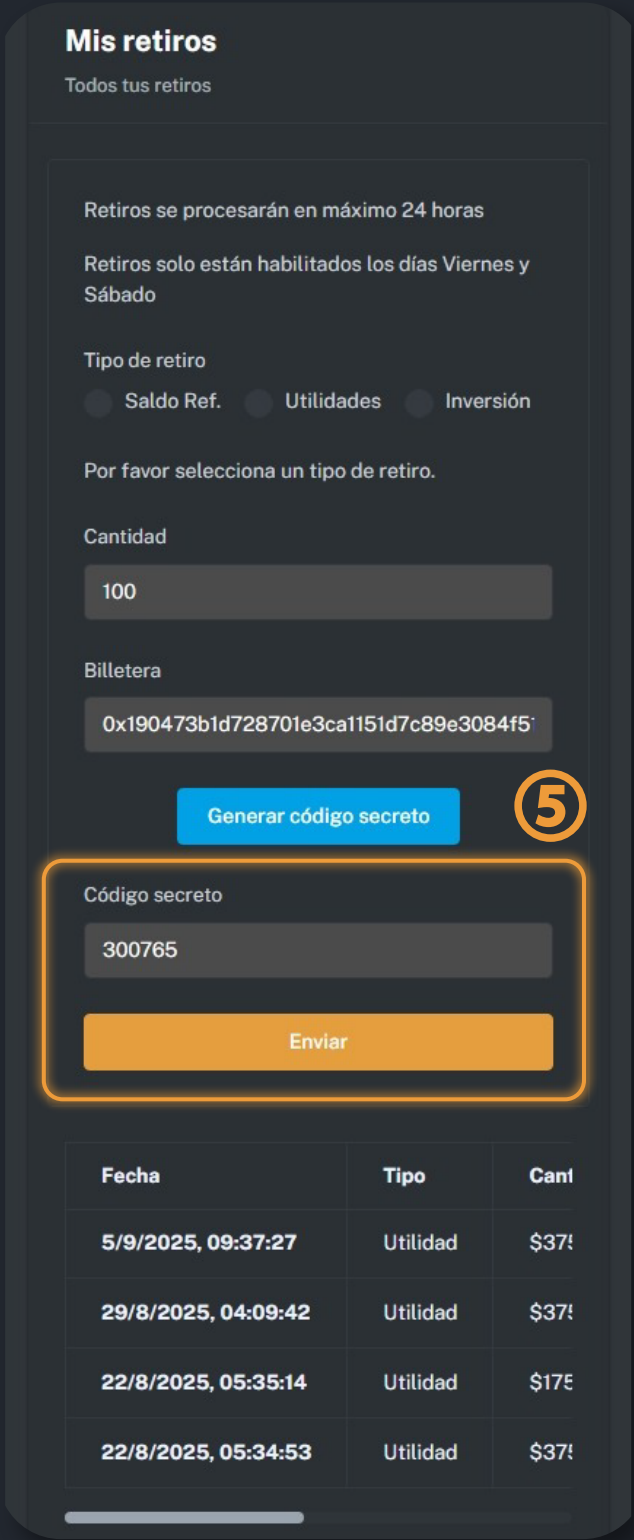 Mis retiros
Todos tus retiros
Retiros se procesarán en máximo 24 horas
Retiros solo están habilitados los días Viernes y
Sábado
Tipo de retiro
Saldo Ref. Utilidades Inversión
Por favor selecciona un tipo de retiro.
Cantidad
100
Billetera
0x190473b1d728701e3ca1151d7c89e3084f5
Generar código secreto
5
Código secreto
300765
Enviar
Fecha Tipo
5/9/2025, 09:37:27 Utilidad
29/8/2025, 04:09:42 Utilidad
22/8/2025, 05:35:14 Utilidad $175
22/8/2025, 05:34:53 Utilidad